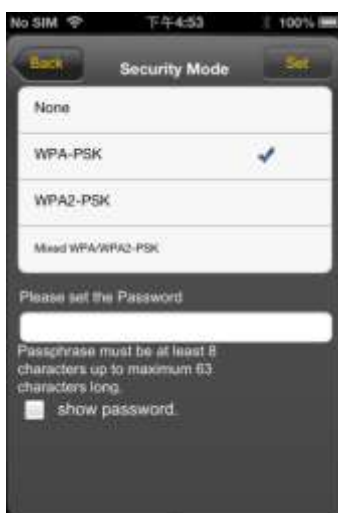 No SIM 下午4:53 100%
Back Security Mode Set
None
WPA-PSK
WPA2-PSK
Mixed WPA/WPA2-PSK
Please set the Password
Passphrase must be at least 8
characters up to maximum 63
characters long.
show password.